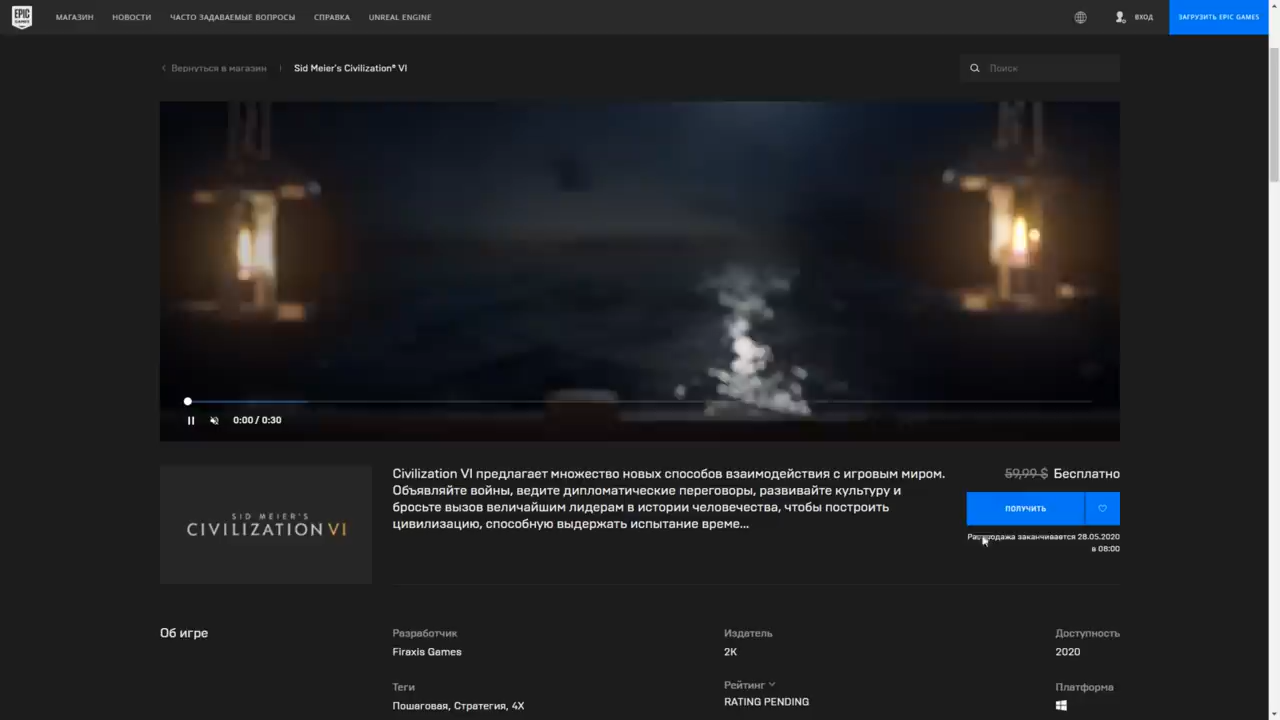 EPIC GAMES
МАГАЗИН
НОВОСТИ
ЧАСТО ЗАДАВАЕМЫЕ ВОПРОСЫ
СПРАВКА
UNREAL ENGINE
ВХОД
ЗАГРУЗИТЬ EPIC GAMES
Вернуться в магазин
Sid Meier's Civilization® VI
Поиск
0:00 / 0:30
SID MEIER'S
CIVILIZATION VI
Civilization VI предлагает множество новых способов взаимодействия с игровым миром.
Объявляйте войны, ведите дипломатические переговоры, развивайте культуру и
бросьте вызов величайшим лидерам в истории человечества, чтобы построить
цивилизацию, способную выдержать испытание време...
59,99 $ Бесплатно
ПОЛУЧИТЬ
Распродажа заканчивается 28.05.2020
в 08:00
Об игре
Разработчик
Firaxis Games
Издатель
2K
Доступность
2020
Теги
Пошаговая, Стратегия, 4X
Рейтинг
RATING PENDING
Платформа